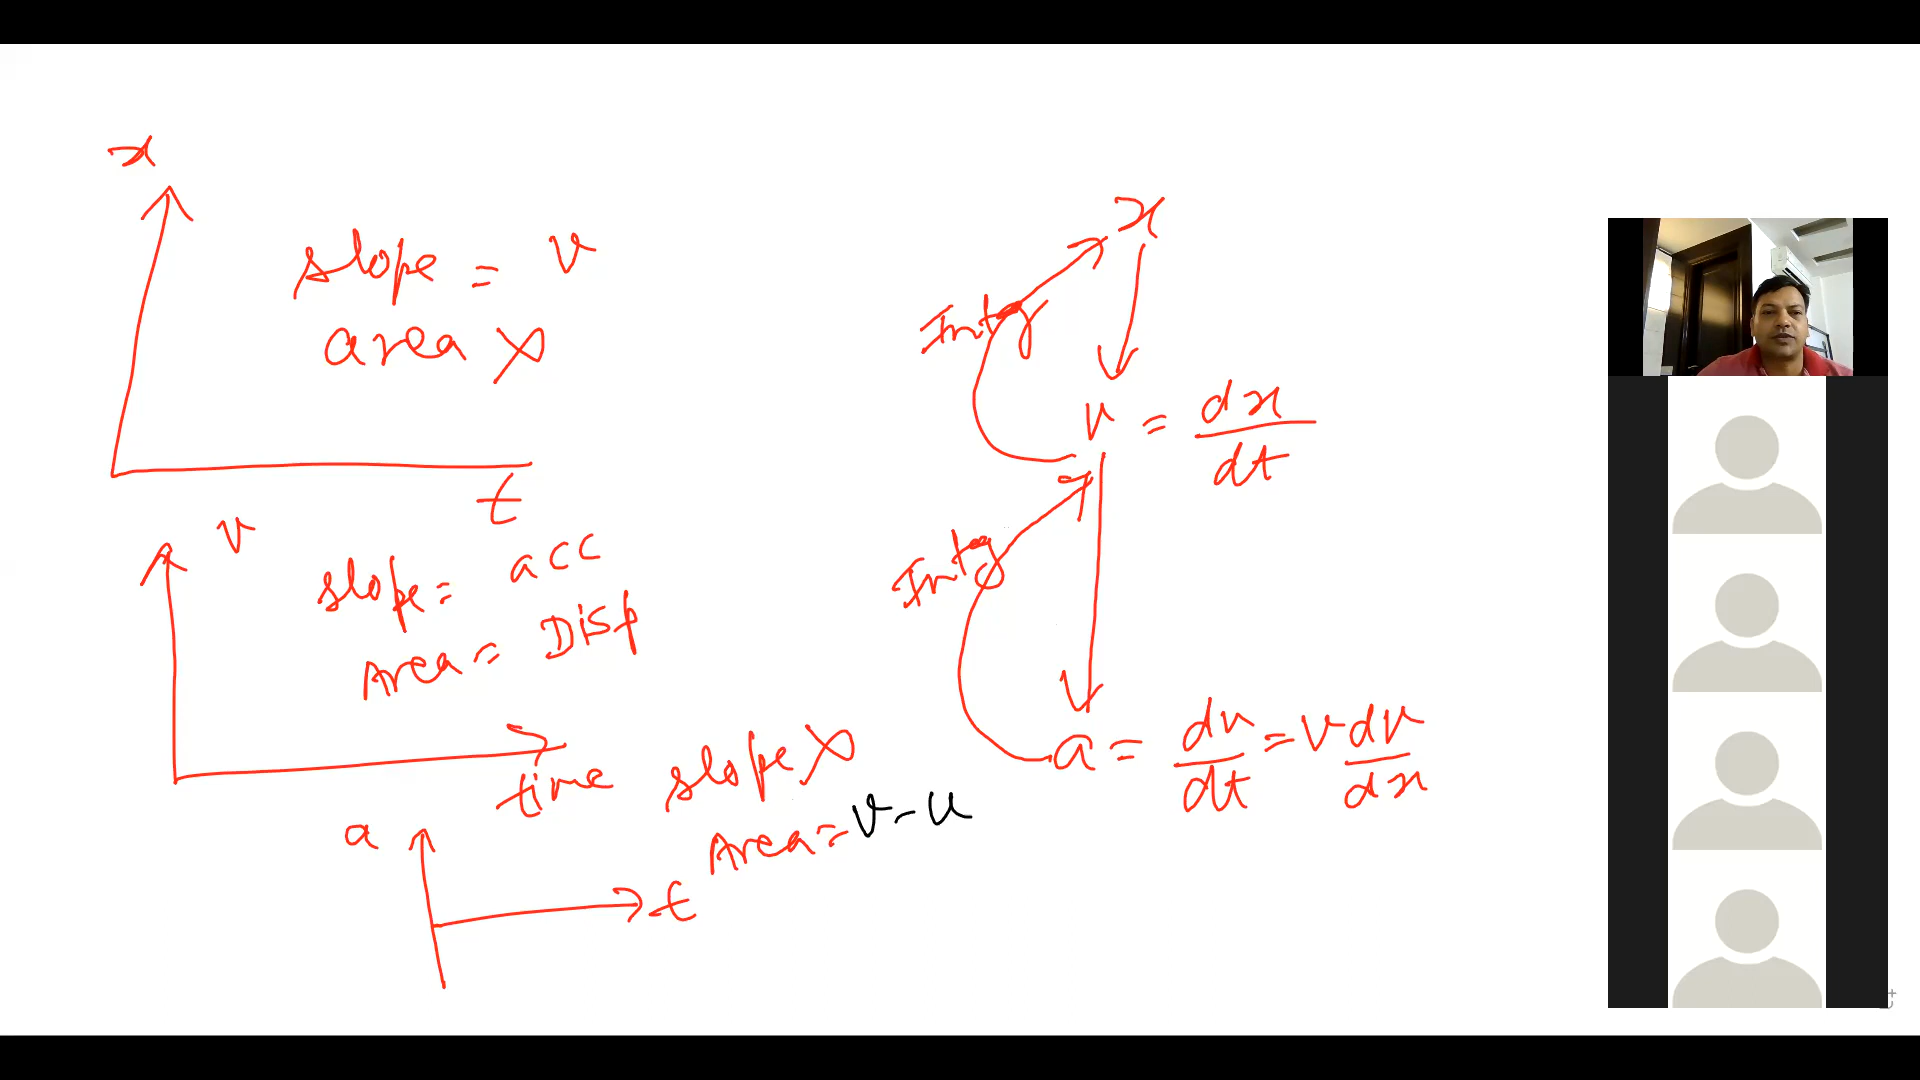 x
slope = v
area ×
t
v
slope = acc
Area = Disp
time
slope ×
Area = v - u
a
t
x
Integ
v = dx/dt
Integ
a = dv/dt = v dv/dx